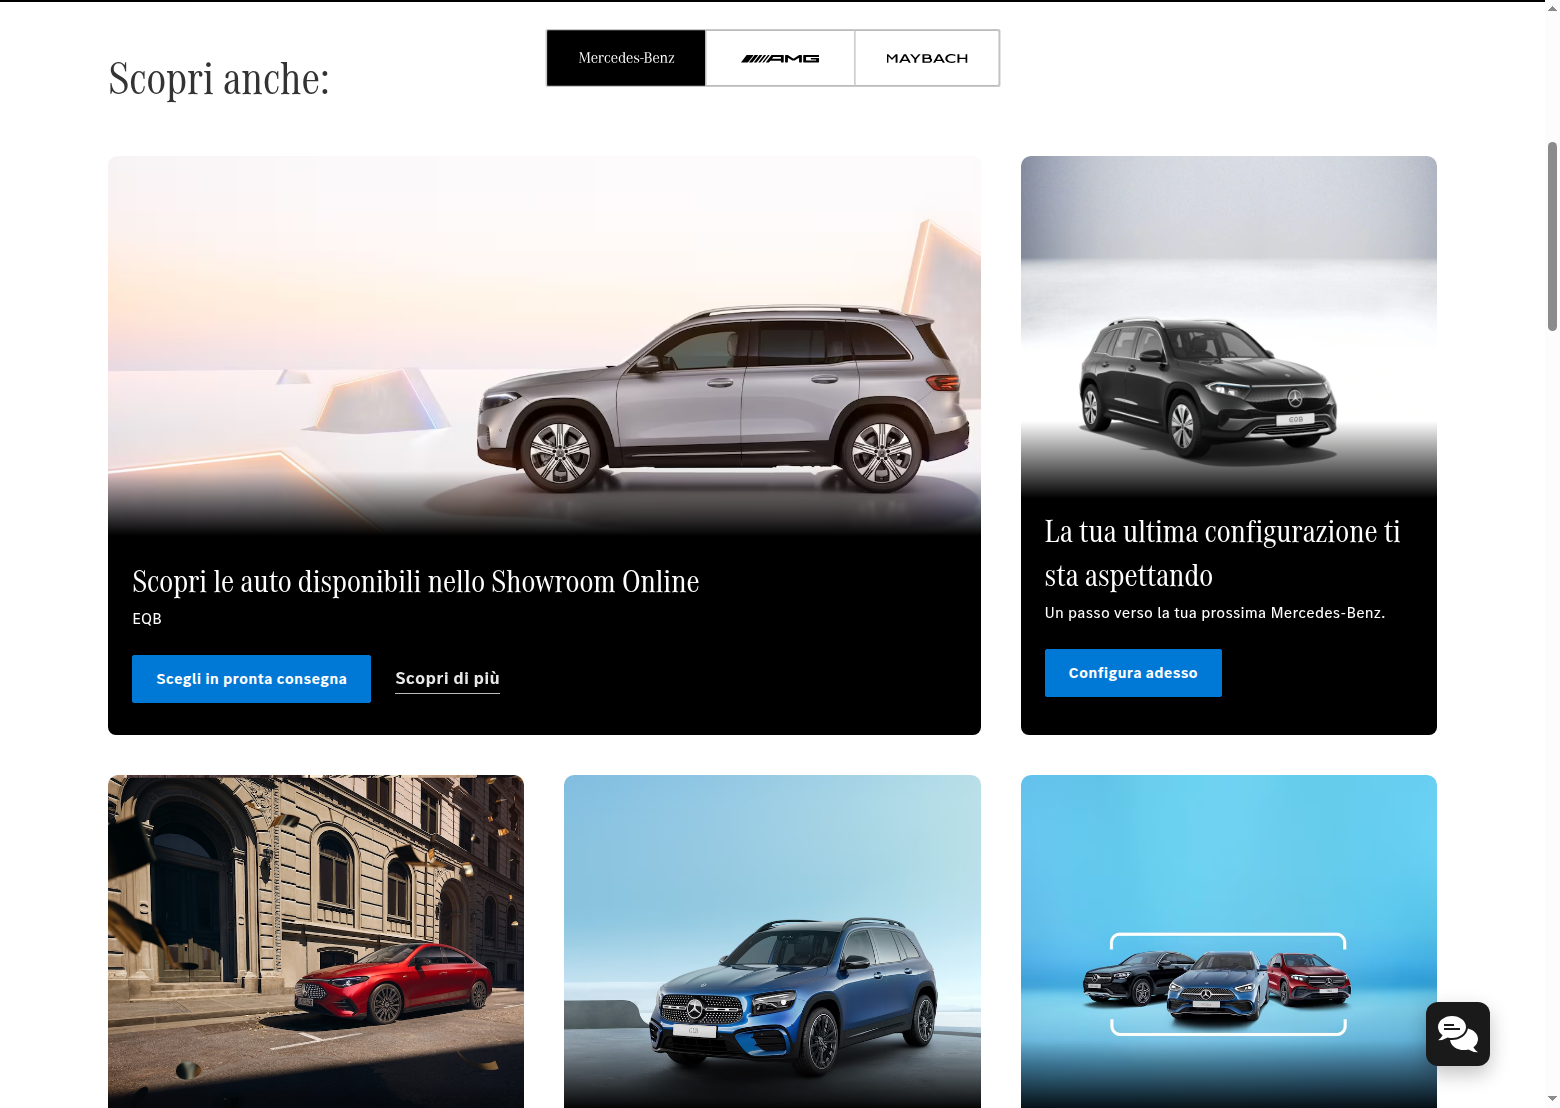 Scopri anche:
Mercedes-Benz
AMG
MAYBACH
Scopri le auto disponibili nello Showroom Online
EQB
Scegli in pronta consegna
Scopri di più
La tua ultima configurazione ti
sta aspettando
Un passo verso la tua prossima Mercedes-Benz.
Configura adesso